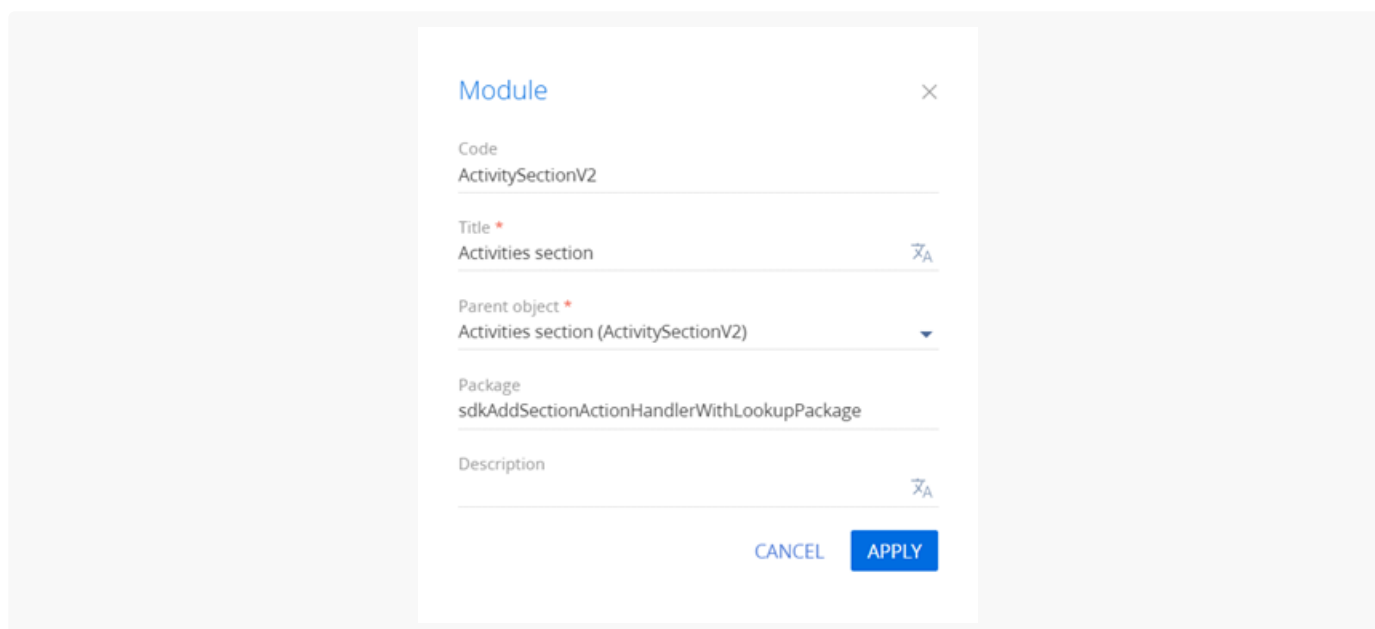 Module
Code
ActivitySectionV2
Title *
Activities section
Parent object *
Activities section (ActivitySectionV2)
Package
sdkAddSectionActionHandlerWithLookupPackage
Description
CANCEL APPLY